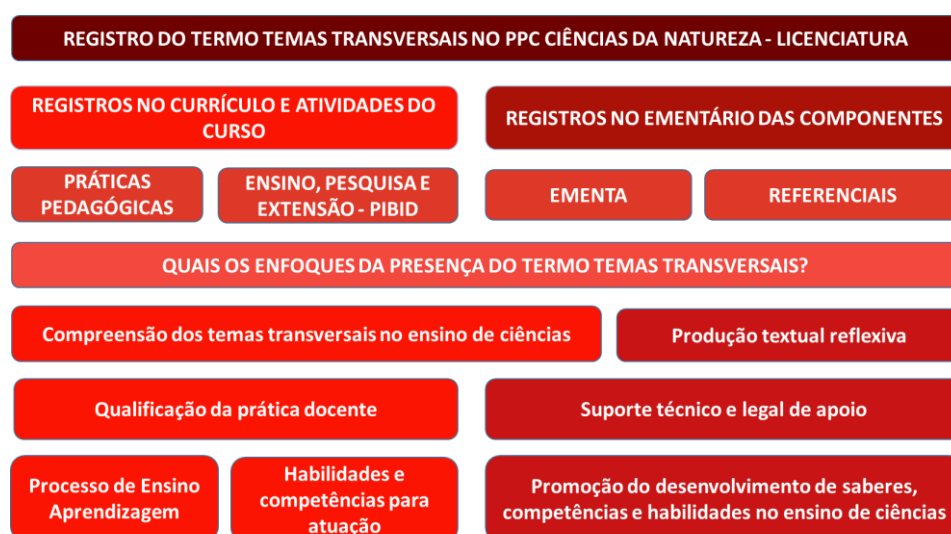 REGISTRO DO TERMO TEMAS TRANSVERSAIS NO PPC CIÊNCIAS DA NATUREZA - LICENCIATURA
REGISTROS NO CURRÍCULO E ATIVIDADES DO
CURSO
REGISTROS NO EMENTÁRIO DAS COMPONENTES
PRÁTICAS
PEDAGÓGICAS
ENSINO, PESQUISA E
EXTENSÃO - PIBID
EMENTA
REFERENCIAIS
QUAIS OS ENFOQUES DA PRESENÇA DO TERMO TEMAS TRANSVERSAIS?
Compreensão dos temas transversais no ensino de ciências
Produção textual reflexiva
Qualificação da prática docente
Suporte técnico e legal de apoio
Processo de Ensino
Aprendizagem
Habilidades e
competências para
atuação
Promoção do desenvolvimento de saberes,
competências e habilidades no ensino de ciências